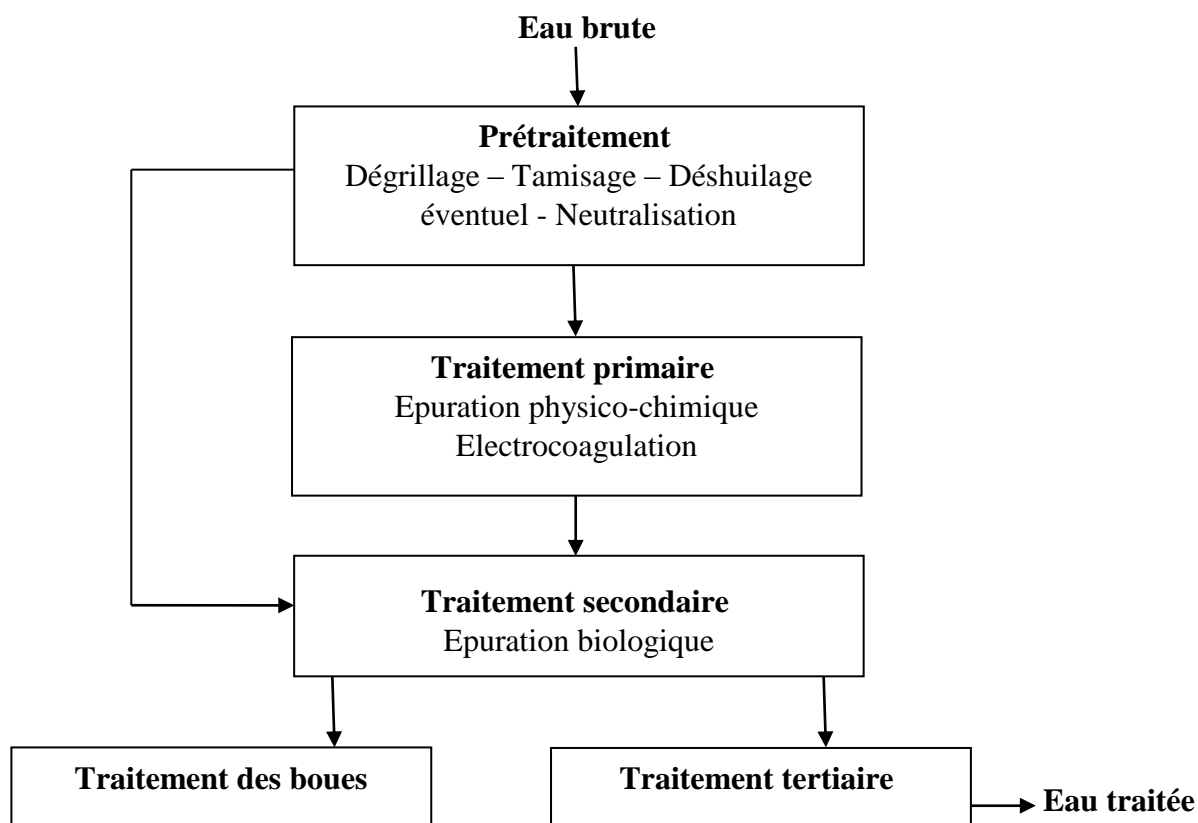 Eau brute
Prétraitement
Dégrillage – Tamisage – Déshuilage
éventuel - Neutralisation
Traitement primaire
Epuration physico-chimique
Electrocoagulation
Traitement secondaire
Epuration biologique
Traitement des boues
Traitement tertiaire
Eau traitée